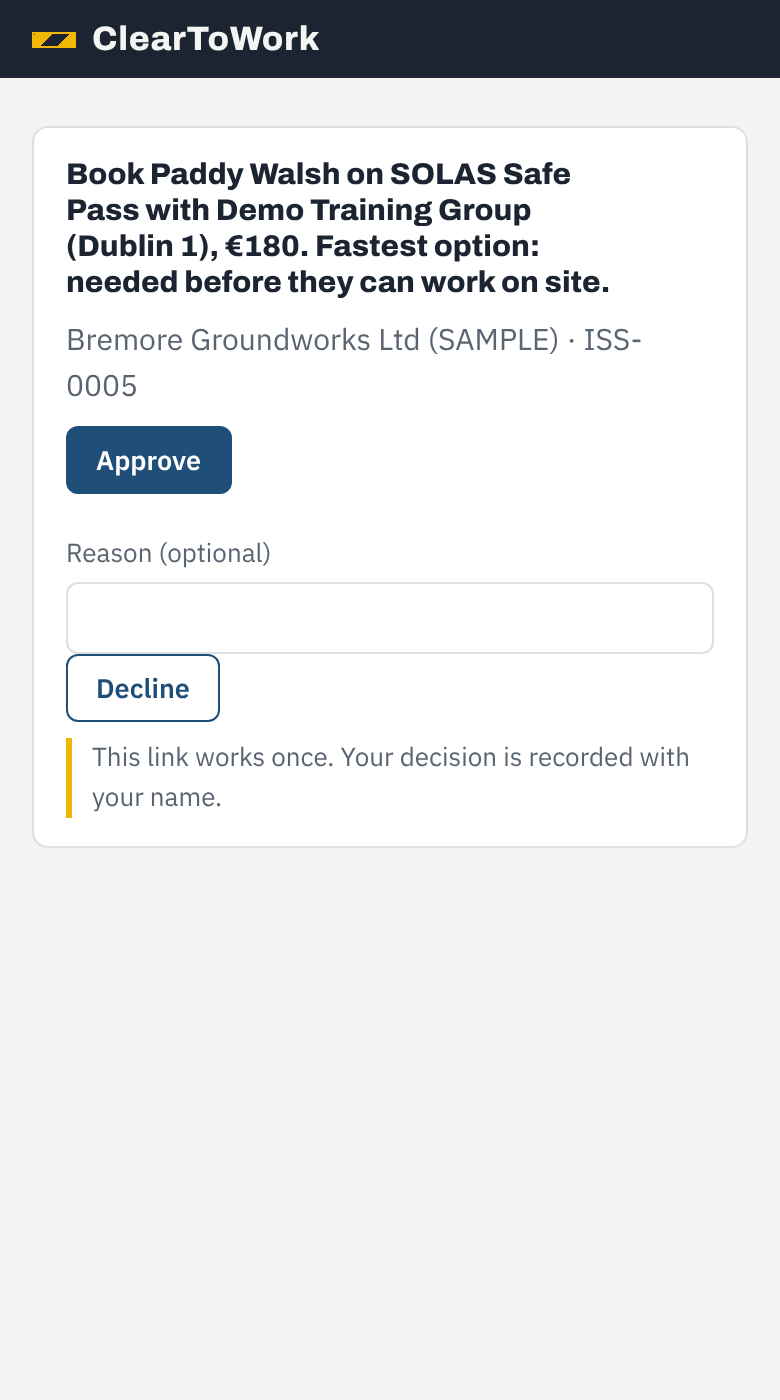 ClearToWork
Book Paddy Walsh on SOLAS Safe
Pass with Demo Training Group
(Dublin 1), €180. Fastest option:
needed before they can work on site.
Bremore Groundworks Ltd (SAMPLE) · ISS-
0005
Approve
Reason (optional)
Decline
This link works once. Your decision is recorded with
your name.